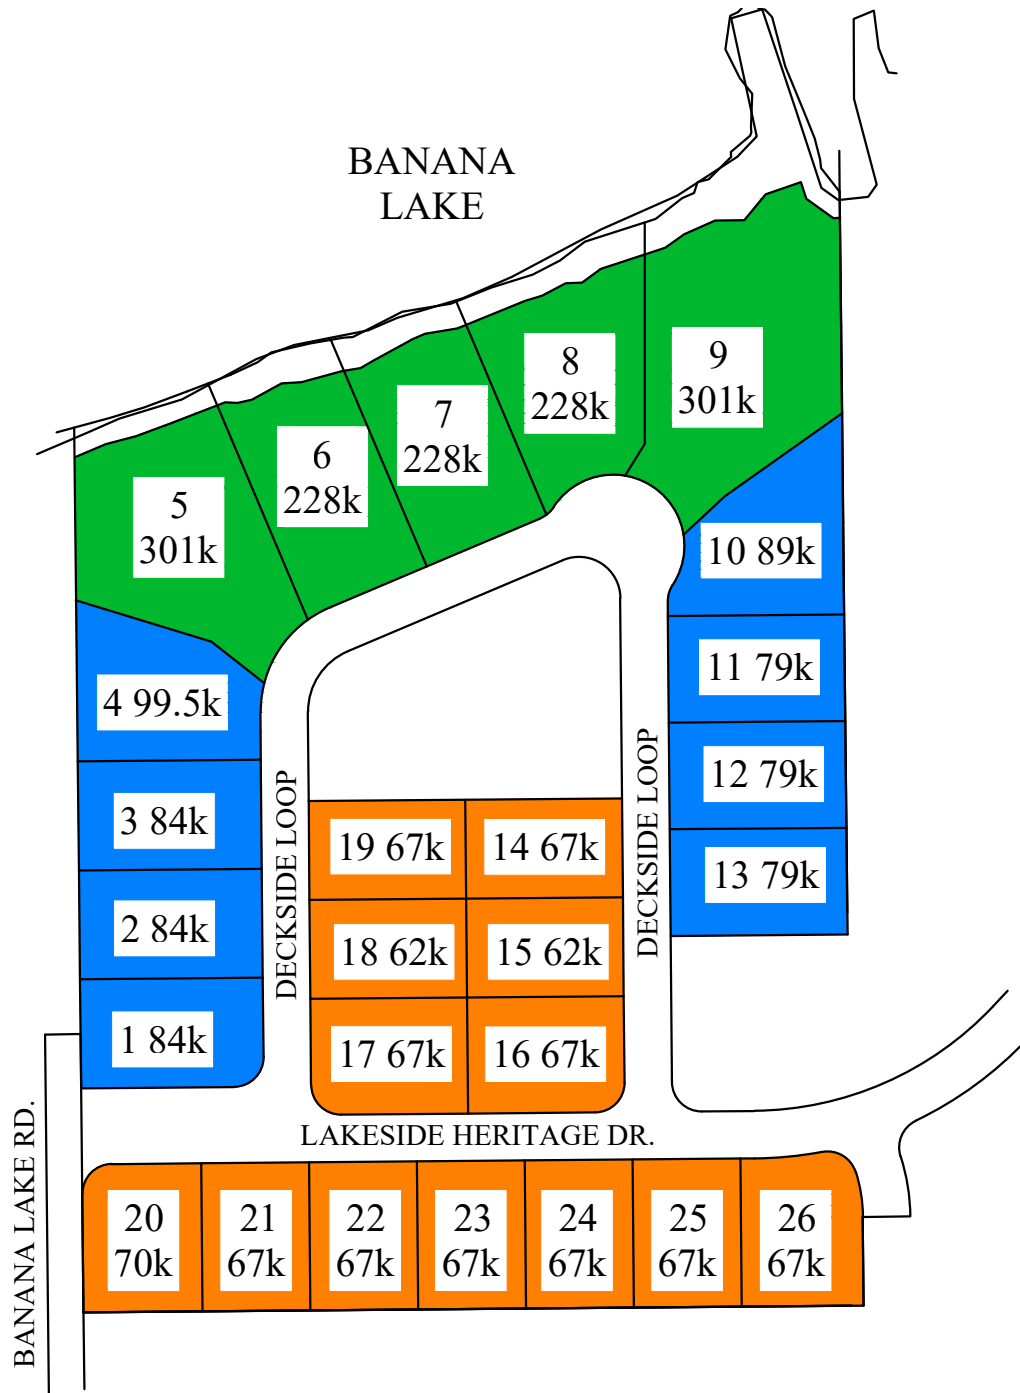 BANANA
LAKE
9
301k
8
228k
7
228k
6
228k
5
301k
10 89k
11 79k
4 99.5k
12 79k
3 84k
19 67k
14 67k
13 79k
2 84k
18 62k
15 62k
1 84k
17 67k
16 67k
DECKSIDE LOOP
DECKSIDE LOOP
LAKESIDE HERITAGE DR.
BANANA LAKE RD.
20
70k
21
67k
22
67k
23
67k
24
67k
25
67k
26
67k